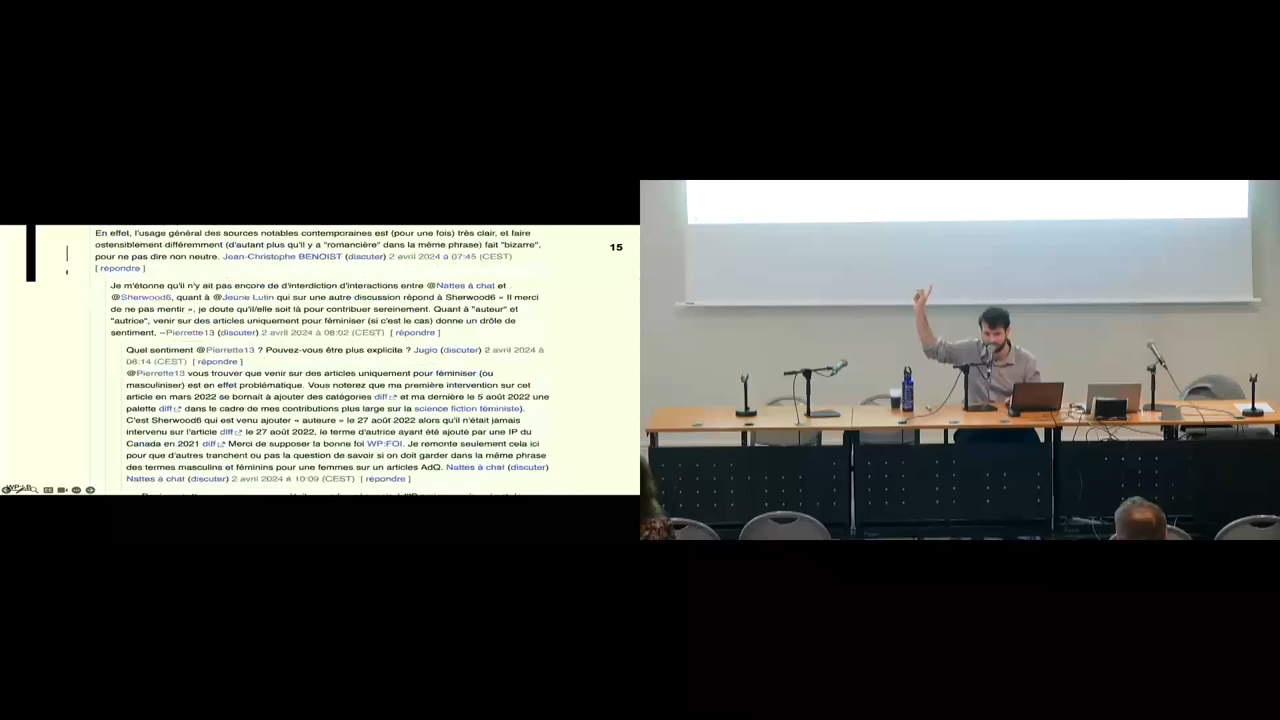 En effet, l'usage général des sources notables contemporaines est (pour une fois) très clair, et faire
ostensiblement différemment (d'autant plus qu'il y a "romancière" dans la même phrase) fait "bizarre",
pour ne pas dire non neutre. Jean-Christophe BENOIST (discuter) 2 avril 2024 à 07:45 (CEST)
[ répondre ]
15
Je m'étonne qu'il n'y ait pas encore de d'interdiction d'interactions entre @Nattes à chat et
@Sherwood6, quant à @Jeune Lutin qui sur une autre discussion répond à Sherwood6 « Il merci
de ne pas mentir », je doute qu'il/elle soit là pour contribuer sereinement. Quant à "auteur" et
"autrice", venir sur des articles uniquement pour féminiser (si c'est le cas) donne un drôle de
sentiment, –Pierrette13 (discuter) 2 avril 2024 à 08:02 (CEST) [ répondre ]
Quel sentiment @Pierrette13 ? Pouvez-vous être plus explicite ? Jugio (discuter) 2 avril 2024 à
08:14 (CEST) [ répondre ]
@Pierrette13 vous trouver que venir sur des articles uniquement pour féminiser (ou
masculiniser) est en effet problématique. Vous noterez que ma première intervention sur cet
article en mars 2022 se bornait à ajouter des catégories diff et ma dernière le 5 août 2022 une
palette diff dans le cadre de mes contributions plus large sur la science fiction féministe).
C'est Sherwood6 qui est venu ajouter « auteure » le 27 août 2022 alors qu'il n'était jamais
intervenu sur l'article diff le 27 août 2022, le terme d'autrice ayant été ajouté par une IP du
Canada en 2021 diff Merci de supposer la bonne foi WP:FOI. Je remonte seulement cela ici
pour que d'autres tranchent ou pas la question de savoir si on doit garder dans la même phrase
des termes masculins et féminins pour une femmes sur un articles AdQ. Nattes à chat (discuter)
Nattes à chat (discuter) 2 avril 2024 à 10:09 (CEST) [ répondre ]